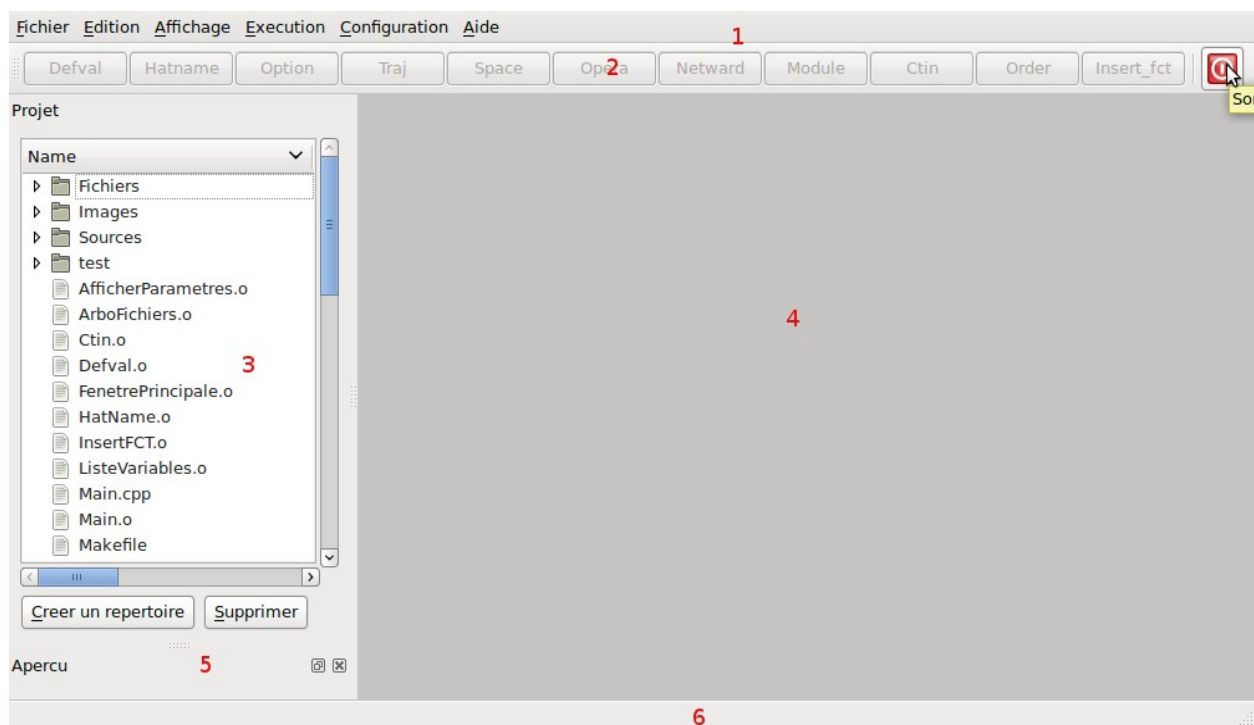 Fichier Edition Affichage Execution Configuration Aide
1
Defval Hatname Option Traj Space Opera Netward Module Ctin Order Insert_fct
2
Projet
Name
Fichiers
Images
Sources
test
AfficherParametres.o
ArboFichiers.o
4
Ctin.o
Defval.o
3
FenetrePrincipale.o
HatName.o
InsertFCT.o
ListeVariables.o
Main.cpp
Main.o
Makefile
Creer un repertoire Supprimer
Apercu
5
6